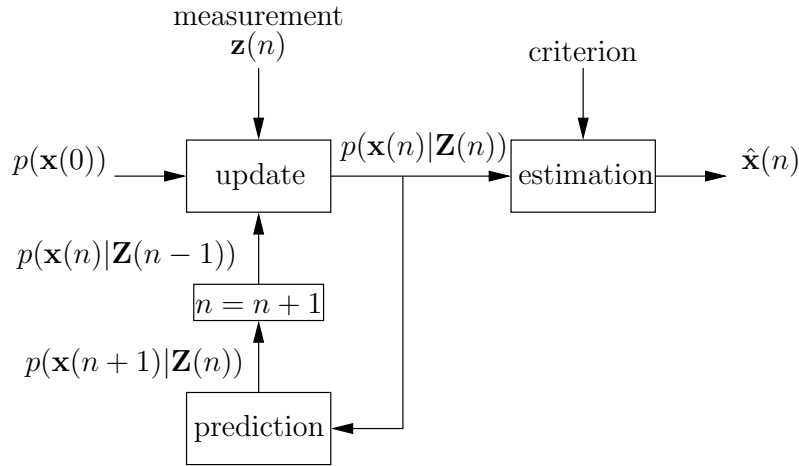 measurement
z(n)
criterion
p(x(0))
update
p(x(n)|Z(n))
estimation
x̂(n)
p(x(n)|Z(n − 1))
n = n + 1
p(x(n + 1)|Z(n))
prediction